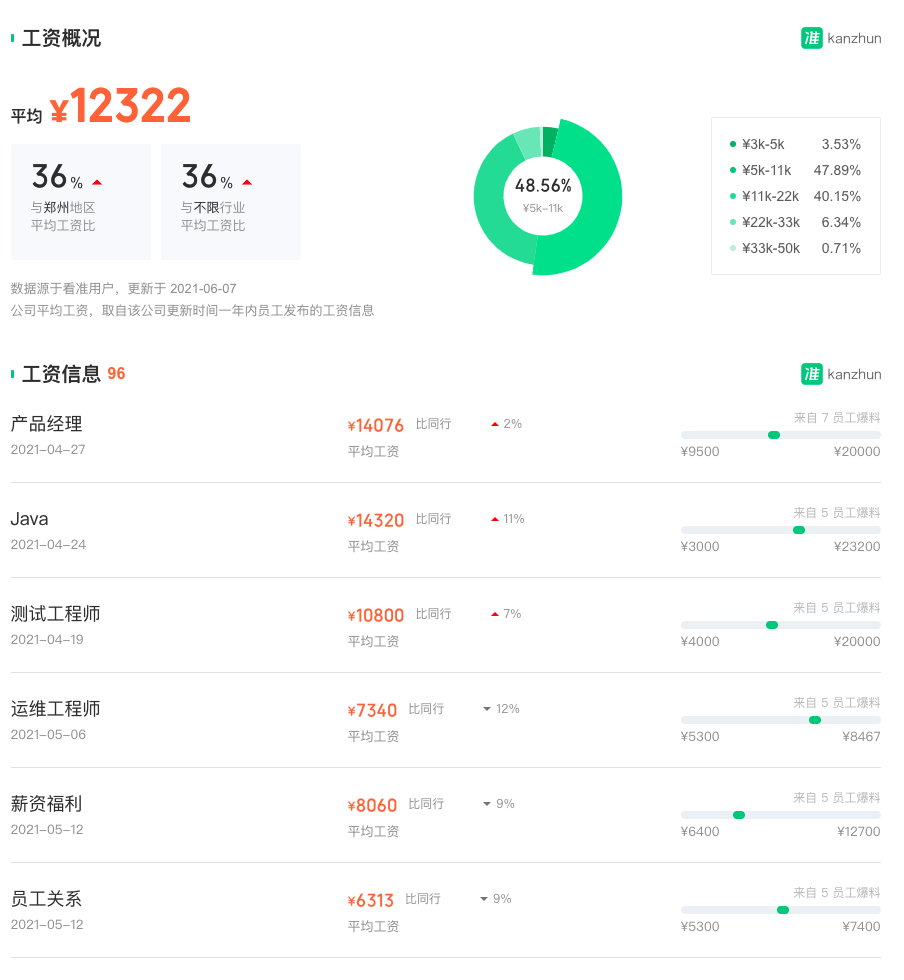 工资概况
准 kanzhun
平均 ¥12322
36% 36%
与郑州地区 与不限行业
平均工资比 平均工资比
48.56%
¥5k-11k
¥3k-5k 3.53%
¥5k-11k 47.89%
¥11k-22k 40.15%
¥22k-33k 6.34%
¥33k-50k 0.71%
数据源于看准用户，更新于 2021-06-07
公司平均工资，取自该公司更新时间一年内员工发布的工资信息
工资信息 96
准 kanzhun
产品经理 ¥14076 比同行 2% 来自 7 员工爆料
2021-04-27 平均工资 ¥9500 ¥20000
Java ¥14320 比同行 11% 来自 5 员工爆料
2021-04-24 平均工资 ¥3000 ¥23200
测试工程师 ¥10800 比同行 7% 来自 5 员工爆料
2021-04-19 平均工资 ¥4000 ¥20000
运维工程师 ¥7340 比同行 12% 来自 5 员工爆料
2021-05-06 平均工资 ¥5300 ¥8467
薪资福利 ¥8060 比同行 9% 来自 5 员工爆料
2021-05-12 平均工资 ¥6400 ¥12700
员工关系 ¥6313 比同行 9% 来自 5 员工爆料
2021-05-12 平均工资 ¥5300 ¥7400